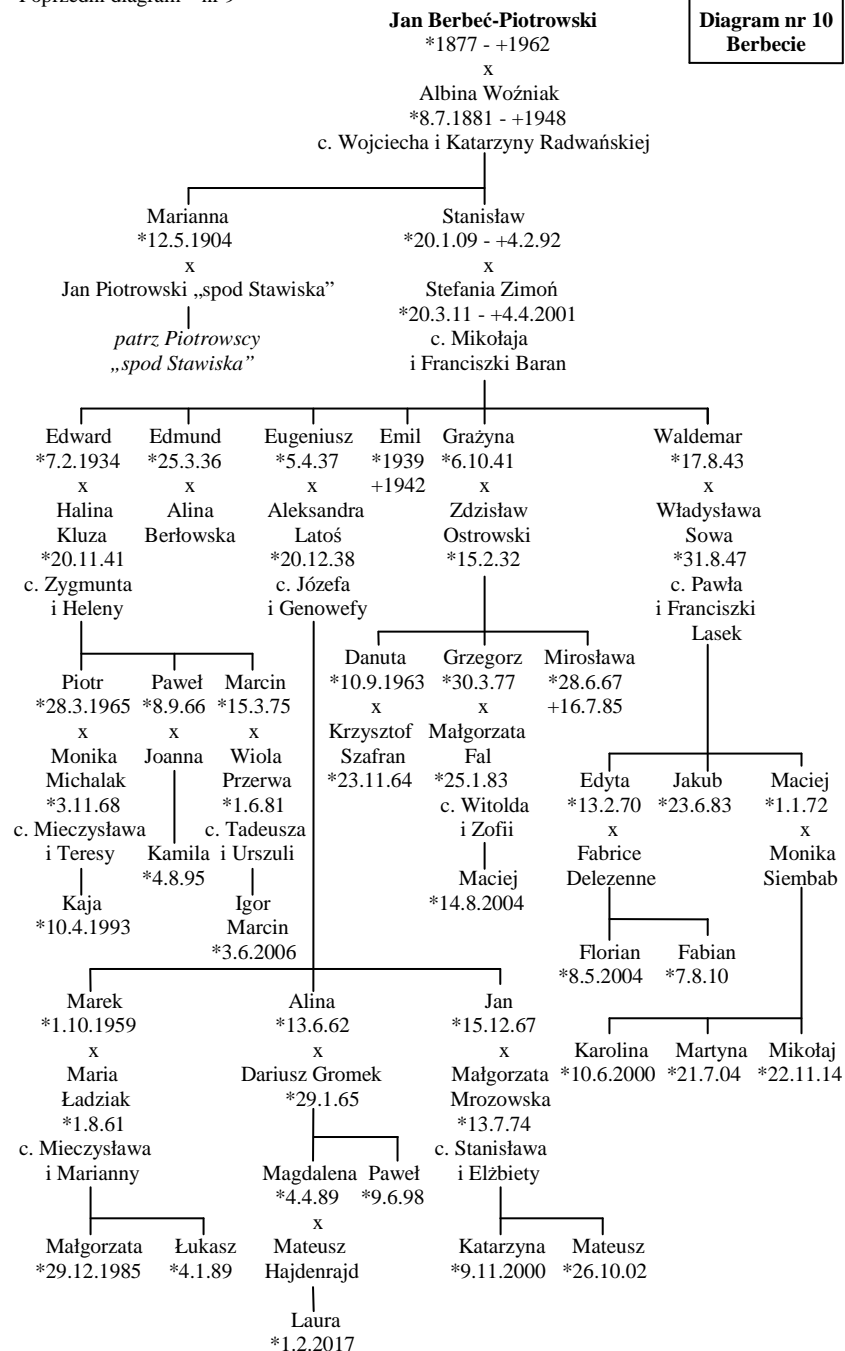 Poprzedni diagram – nr 9
Diagram nr 10
Berbecie
Jan Berbeć-Piotrowski
*1877 - +1962
x
Albina Woźniak
*8.7.1881 - +1948
c. Wojciecha i Katarzyny Radwańskiej
Marianna
*12.5.1904
x
Jan Piotrowski „spod Stawiska”
patrz Piotrowscy
„spod Stawiska”
Stanisław
*20.1.09 - +4.2.92
x
Stefania Zimoń
*20.3.11 - +4.4.2001
c. Mikołaja
i Franciszki Baran
Edward
*7.2.1934
x
Halina
Kluza
*20.11.41
c. Zygmunta
i Heleny
Edmund
*25.3.36
x
Alina
Berłowska
Eugeniusz
*5.4.37
x
Aleksandra
Latoś
*20.12.38
c. Józefa
i Genowefy
Emil
*1939
+1942
Grażyna
*6.10.41
x
Zdzisław
Ostrowski
*15.2.32
Waldemar
*17.8.43
x
Władysława
Sowa
*31.8.47
c. Pawła
i Franciszki
Lasek
Piotr
*28.3.1965
x
Monika
Michalak
*3.11.68
c. Mieczysława
i Teresy
Kaja
*10.4.1993
Paweł
*8.9.66
x
Joanna
Kamila
*4.8.95
Marcin
*15.3.75
x
Wiola
Przerwa
*1.6.81
c. Tadeusza
i Urszuli
Igor
Marcin
*3.6.2006
Danuta
*10.9.1963
x
Krzysztof
Szafran
*23.11.64
Grzegorz
*30.3.77
x
Małgorzata
Fal
*25.1.83
c. Witolda
i Zofii
Maciej
*14.8.2004
Mirosława
*28.6.67
+16.7.85
Edyta
*13.2.70
x
Fabrice
Delezenne
Florian
*8.5.2004
Fabian
*7.8.10
Jakub
*23.6.83
Maciej
*1.1.72
x
Monika
Siembab
Karolina
*10.6.2000
Martyna
*21.7.04
Mikołaj
*22.11.14
Marek
*1.10.1959
x
Maria
Ładziak
*1.8.61
c. Mieczysława
i Marianny
Małgorzata
*29.12.1985
Łukasz
*4.1.89
Alina
*13.6.62
x
Dariusz Gromek
*29.1.65
Magdalena
*4.4.89
x
Mateusz
Hajdenrajd
Laura
*1.2.2017
Paweł
*9.6.98
Jan
*15.12.67
x
Małgorzata
Mrozowska
*13.7.74
c. Stanisława
i Elżbiety
Katarzyna
*9.11.2000
Mateusz
*26.10.02